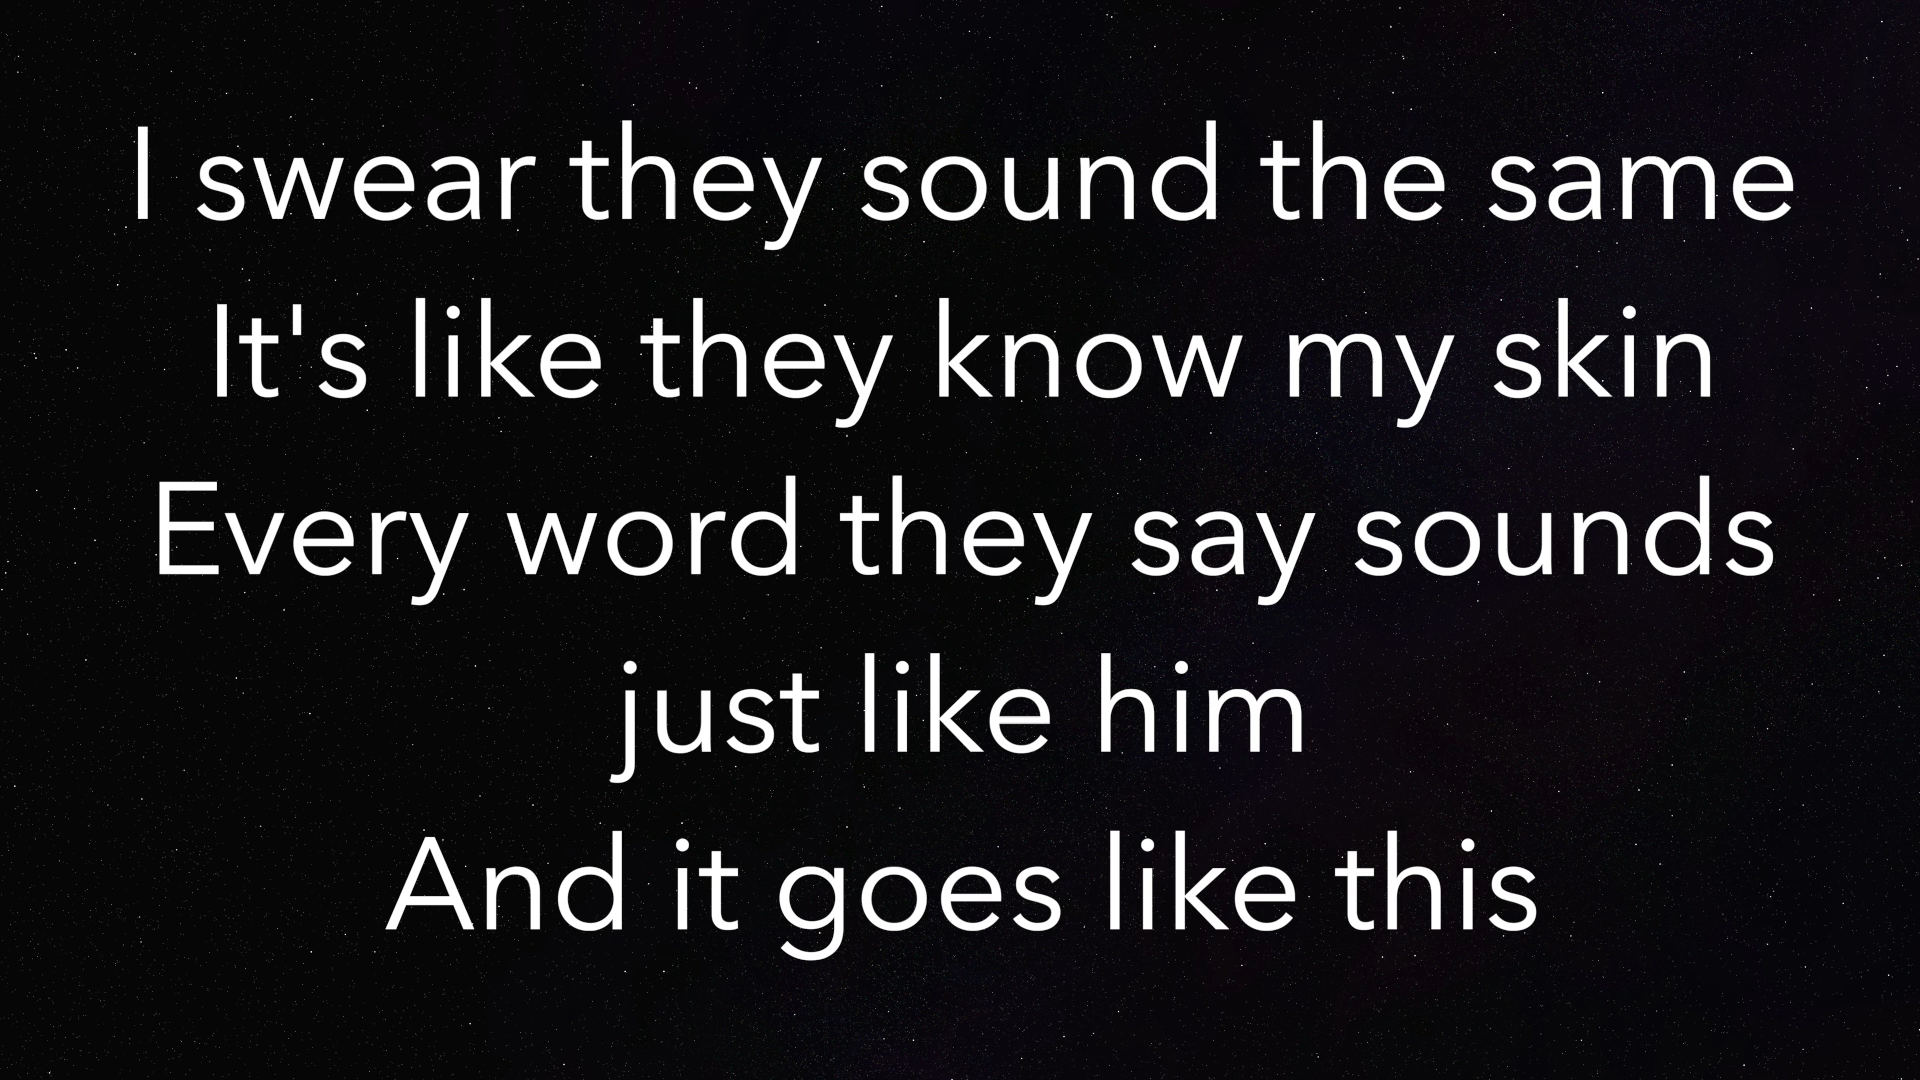 I swear they sound the same
It's like they know my skin
Every word they say sounds
just like him
And it goes like this